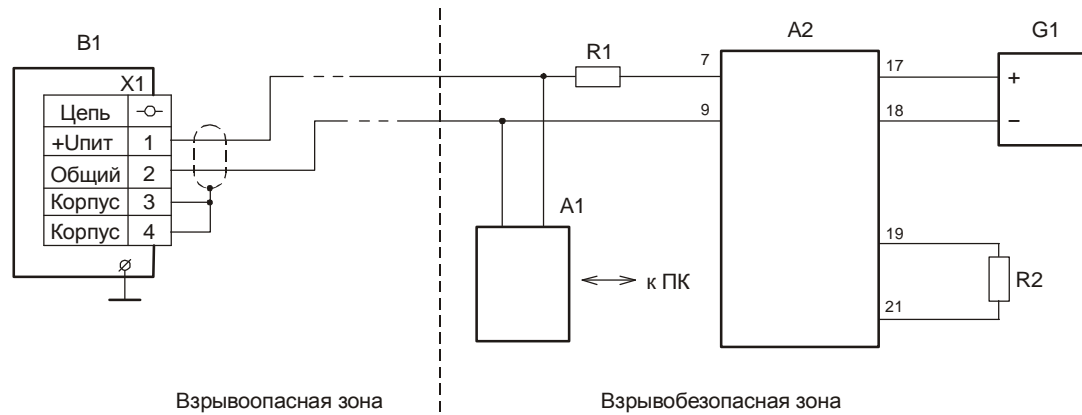 B1
X1
Цепь
+Uпит 1
Общий 2
Корпус 3
Корпус 4
R1
7
9
A2
17
18
19
21
G1
+
−
A1
к ПК
R2
Взрывоопасная зона
Взрывобезопасная зона